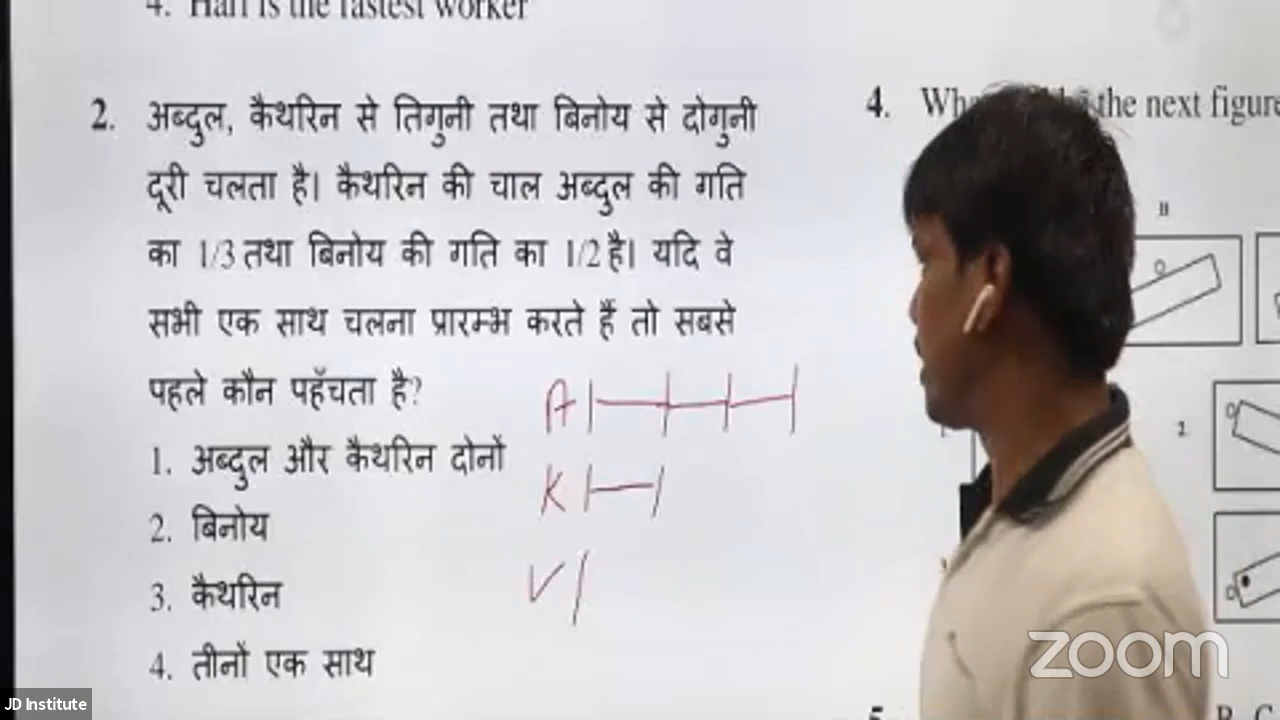 4. Hari is the fastest worker
2. अब्दुल, कैथरिन से तिगुनी तथा बिनोय से दोगुनी
दूरी चलता है। कैथरिन की चाल अब्दुल की गति
का 1/3 तथा बिनोय की गति का 1/2 है। यदि वे
सभी एक साथ चलना प्रारम्भ करते हैं तो सबसे
पहले कौन पहुँचता है?
1. अब्दुल और कैथरिन दोनों
2. बिनोय
3. कैथरिन
4. तीनों एक साथ
A
K
V
4. the next figure
B
2.
5.
B C
zoom
JD Institute